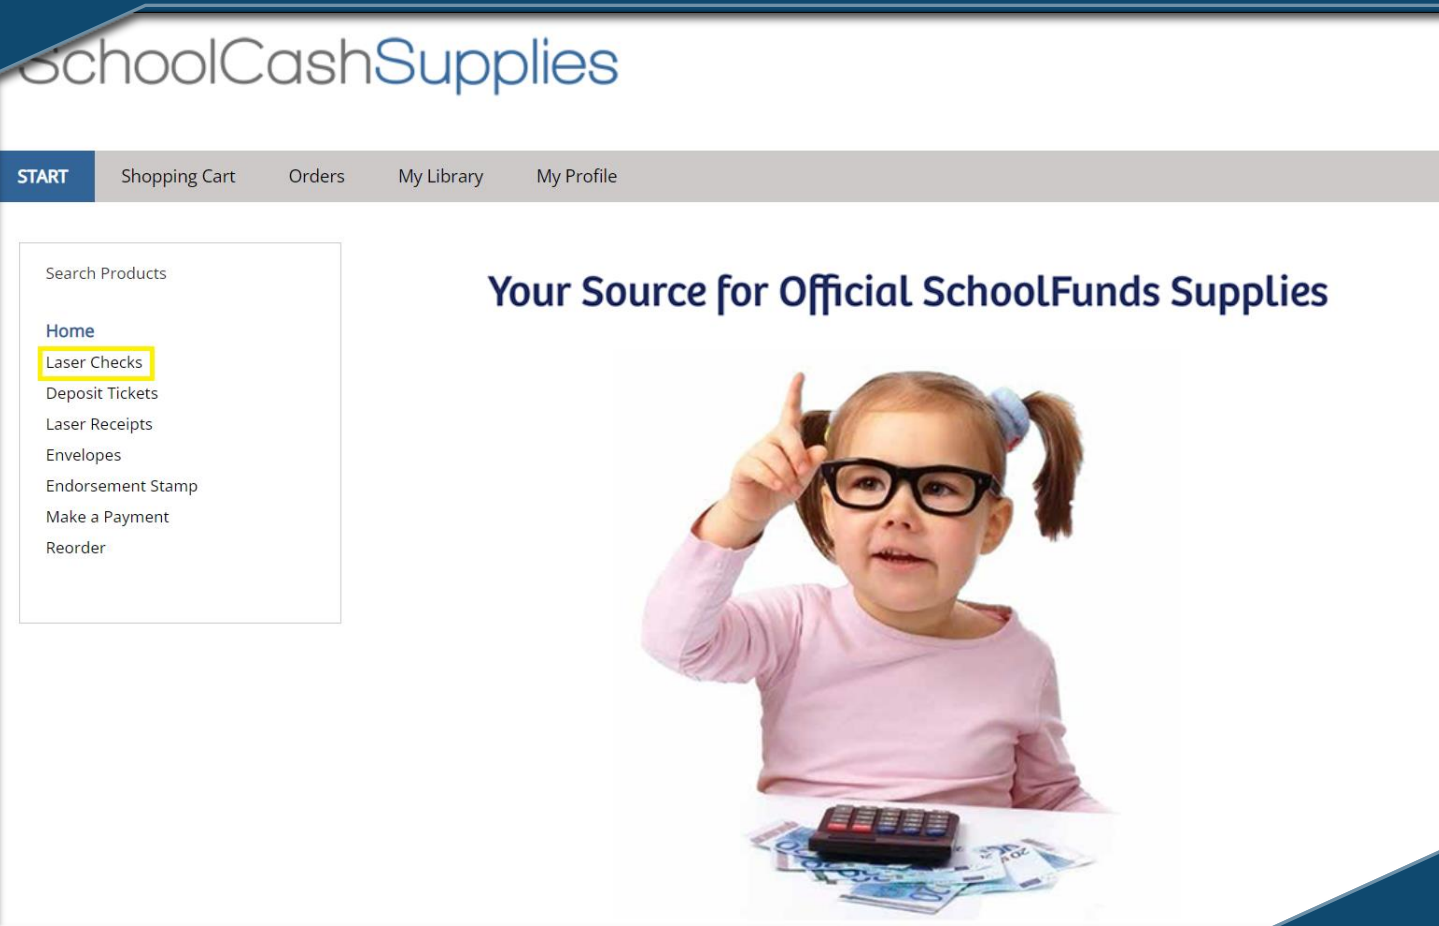 SchoolCashSupplies
START Shopping Cart Orders My Library My Profile
Search Products
Home
Laser Checks
Deposit Tickets
Laser Receipts
Envelopes
Endorsement Stamp
Make a Payment
Reorder
Your Source for Official SchoolFunds Supplies